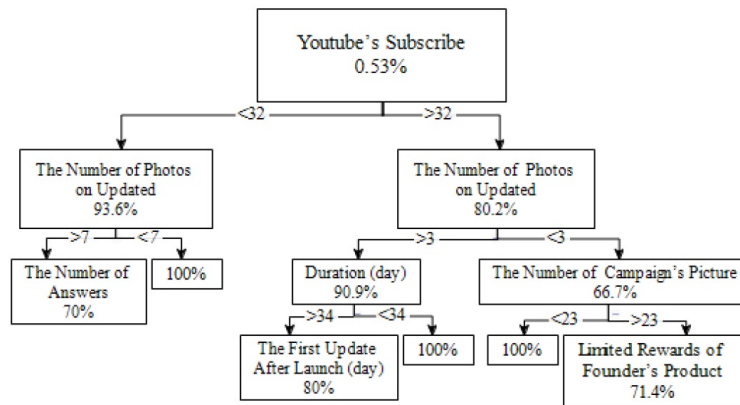 Youtube's Subscribe
0.53%
<32
>32
The Number of Photos
on Updated
93.6%
The Number of Photos
on Updated
80.2%
>7
<7
>3
<3
The Number of
Answers
70%
100%
Duration (day)
90.9%
The Number of Campaign's Picture
66.7%
>34
<34
<23
>23
The First Update
After Launch (day)
80%
100%
100%
Limited Rewards of
Founder's Product
71.4%